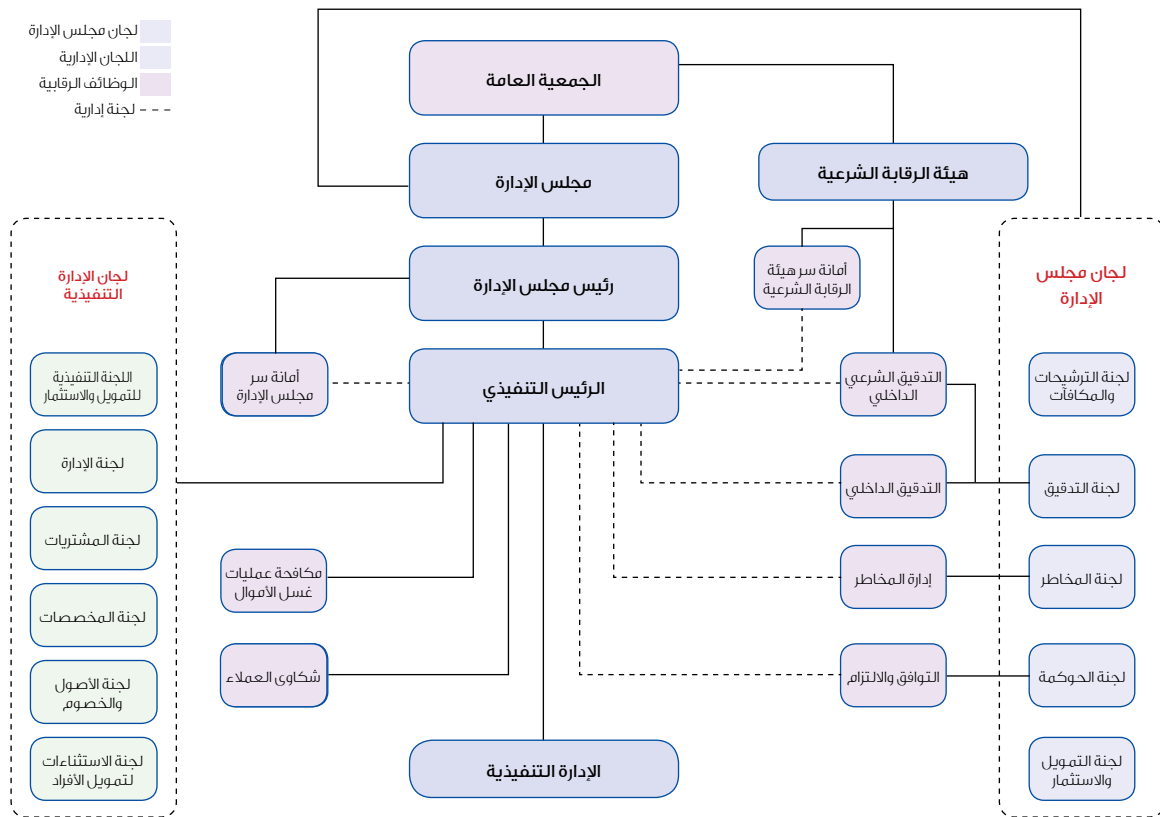 لجان مجلس الإدارة
اللجان الإدارية
الوظائف الرقابية
لجنة إدارية
الجمعية العامة
مجلس الإدارة
هيئة الرقابة الشرعية
رئيس مجلس الإدارة
أمانة سر هيئة
الرقابة الشرعية
الرئيس التنفيذي
أمانة سر
مجلس الإدارة
التدقيق الشرعي
الداخلي
التدقيق الداخلي
إدارة المخاطر
التوافق والالتزام
مكافحة عمليات
غسل الأموال
شكاوى العملاء
الإدارة التنفيذية
لجان مجلس
الإدارة
لجنة الترشيحات
والمكافآت
لجنة التدقيق
لجنة المخاطر
لجنة الحوكمة
لجنة التمويل
والاستثمار
لجان الإدارة
التنفيذية
اللجنة التنفيذية
للتمويل والاستثمار
لجنة الإدارة
لجنة المشتريات
لجنة المخصصات
لجنة الأصول
والخصوم
لجنة الاستثناءات
لتمويل الأفراد